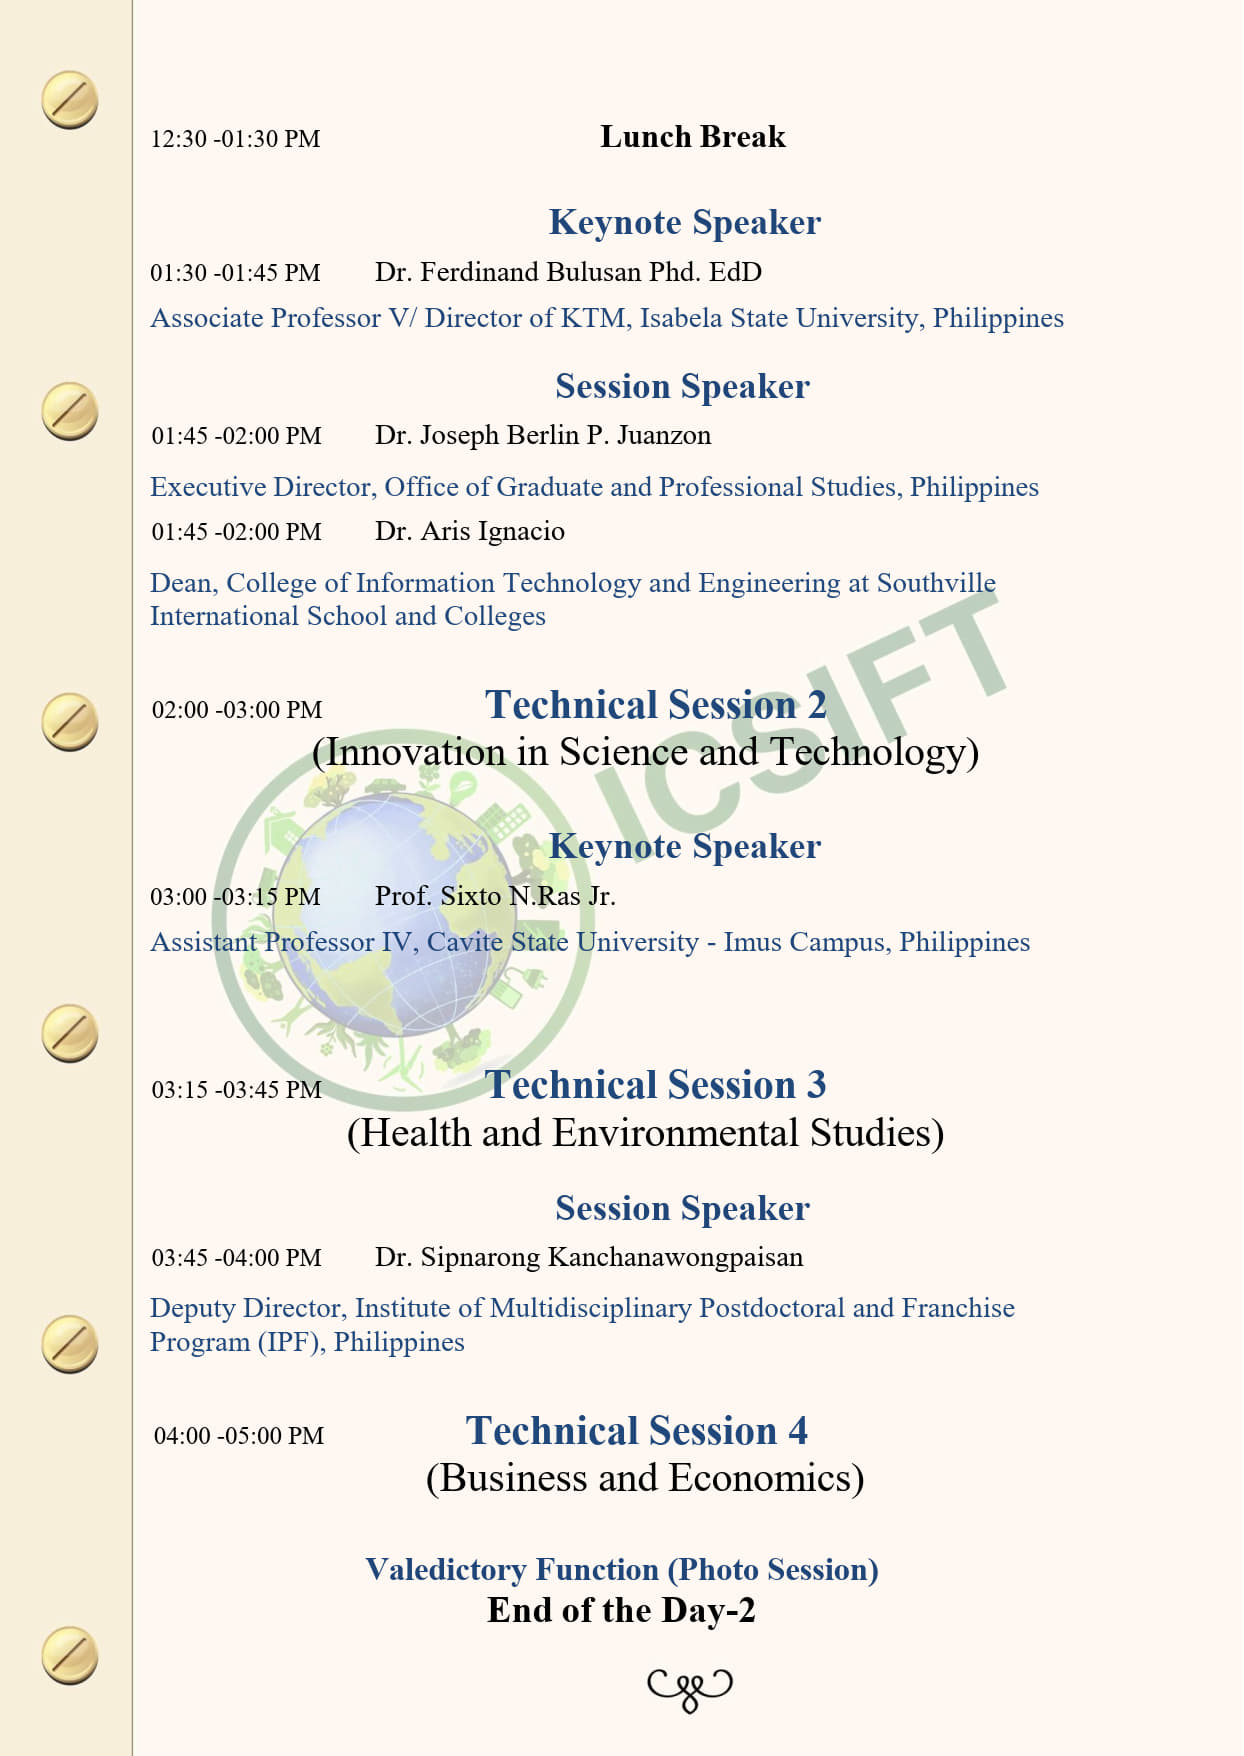 12:30 -01:30 PM Lunch Break
Keynote Speaker
01:30 -01:45 PM Dr. Ferdinand Bulusan Phd. EdD
Associate Professor V/ Director of KTM, Isabela State University, Philippines
Session Speaker
01:45 -02:00 PM Dr. Joseph Berlin P. Juanzon
Executive Director, Office of Graduate and Professional Studies, Philippines
01:45 -02:00 PM Dr. Aris Ignacio
Dean, College of Information Technology and Engineering at Southville
International School and Colleges
ICSIFT
02:00 -03:00 PM Technical Session 2
(Innovation in Science and Technology)
Keynote Speaker
03:00 -03:15 PM Prof. Sixto N.Ras Jr.
Assistant Professor IV, Cavite State University - Imus Campus, Philippines
03:15 -03:45 PM Technical Session 3
(Health and Environmental Studies)
Session Speaker
03:45 -04:00 PM Dr. Sipnarong Kanchanawongpaisan
Deputy Director, Institute of Multidisciplinary Postdoctoral and Franchise
Program (IPF), Philippines
04:00 -05:00 PM Technical Session 4
(Business and Economics)
Valedictory Function (Photo Session)
End of the Day-2